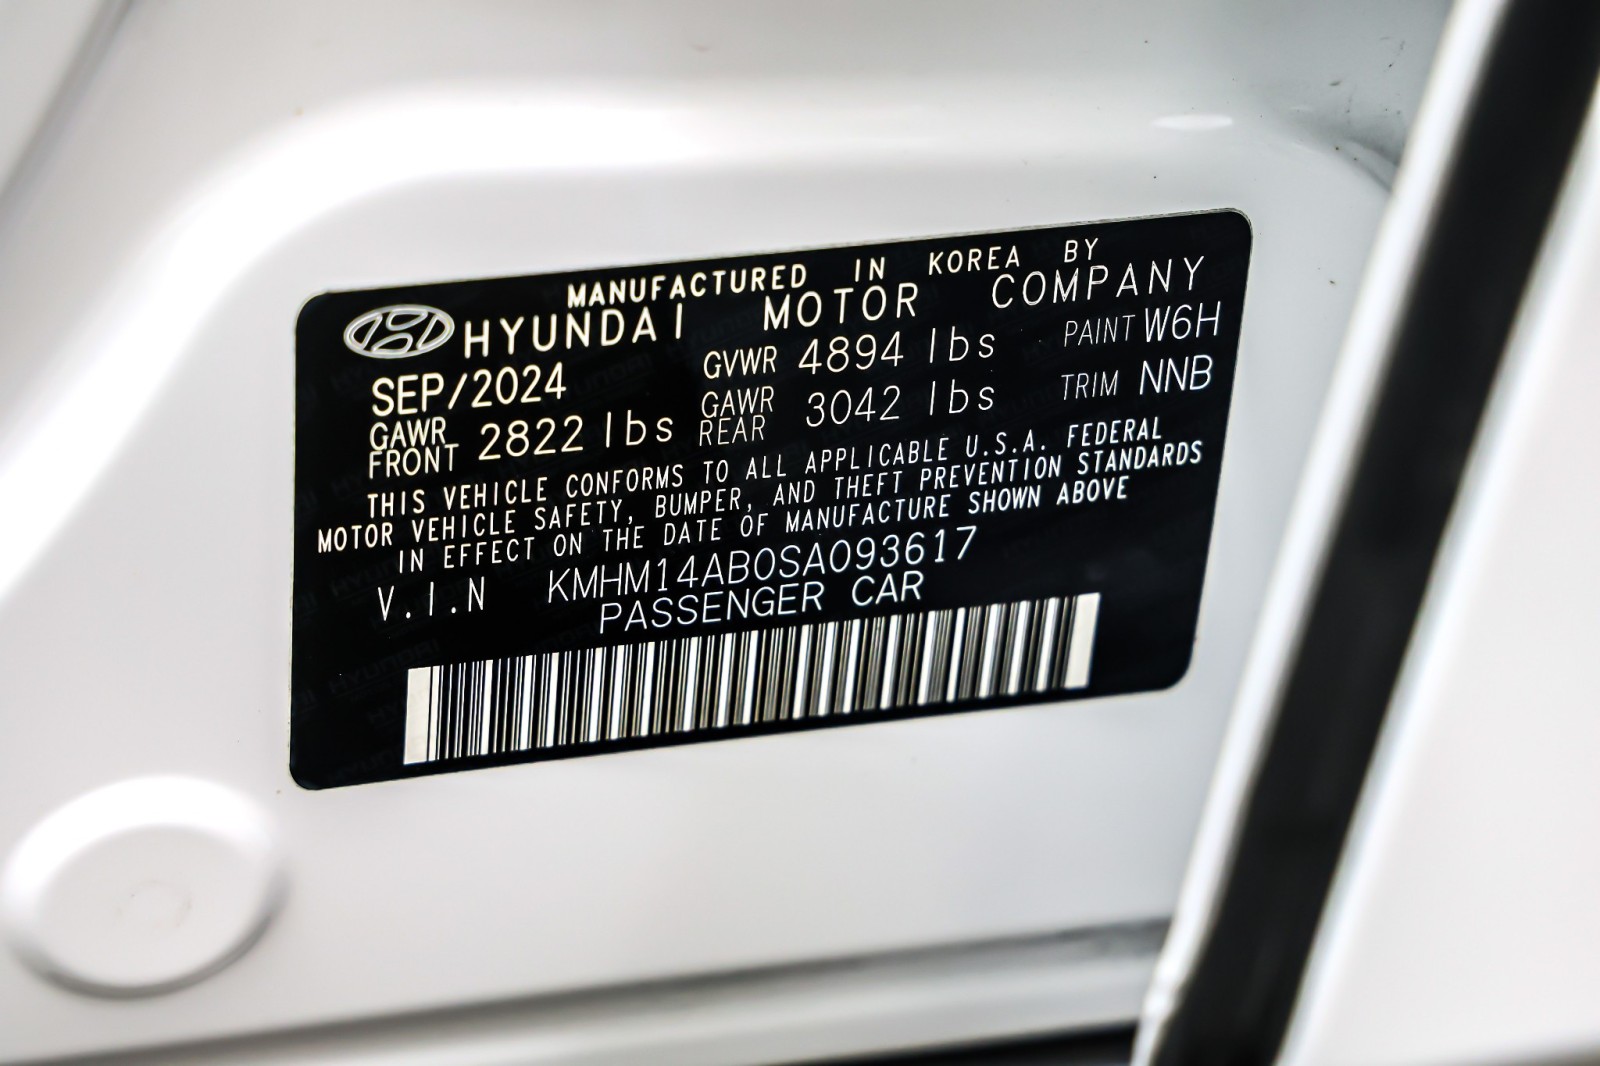 MANUFACTURED IN KOREA BY
HYUNDAI MOTOR COMPANY
SEP/2024 GVWR 4894 lbs PAINT W6H
GAWR FRONT 2822 lbs GAWR REAR 3042 lbs TRIM NNB
THIS VEHICLE CONFORMS TO ALL APPLICABLE U.S.A. FEDERAL
MOTOR VEHICLE SAFETY, BUMPER, AND THEFT PREVENTION STANDARDS
IN EFFECT ON THE DATE OF MANUFACTURE SHOWN ABOVE
V.I.N KMHM14AB0SA093617
PASSENGER CAR